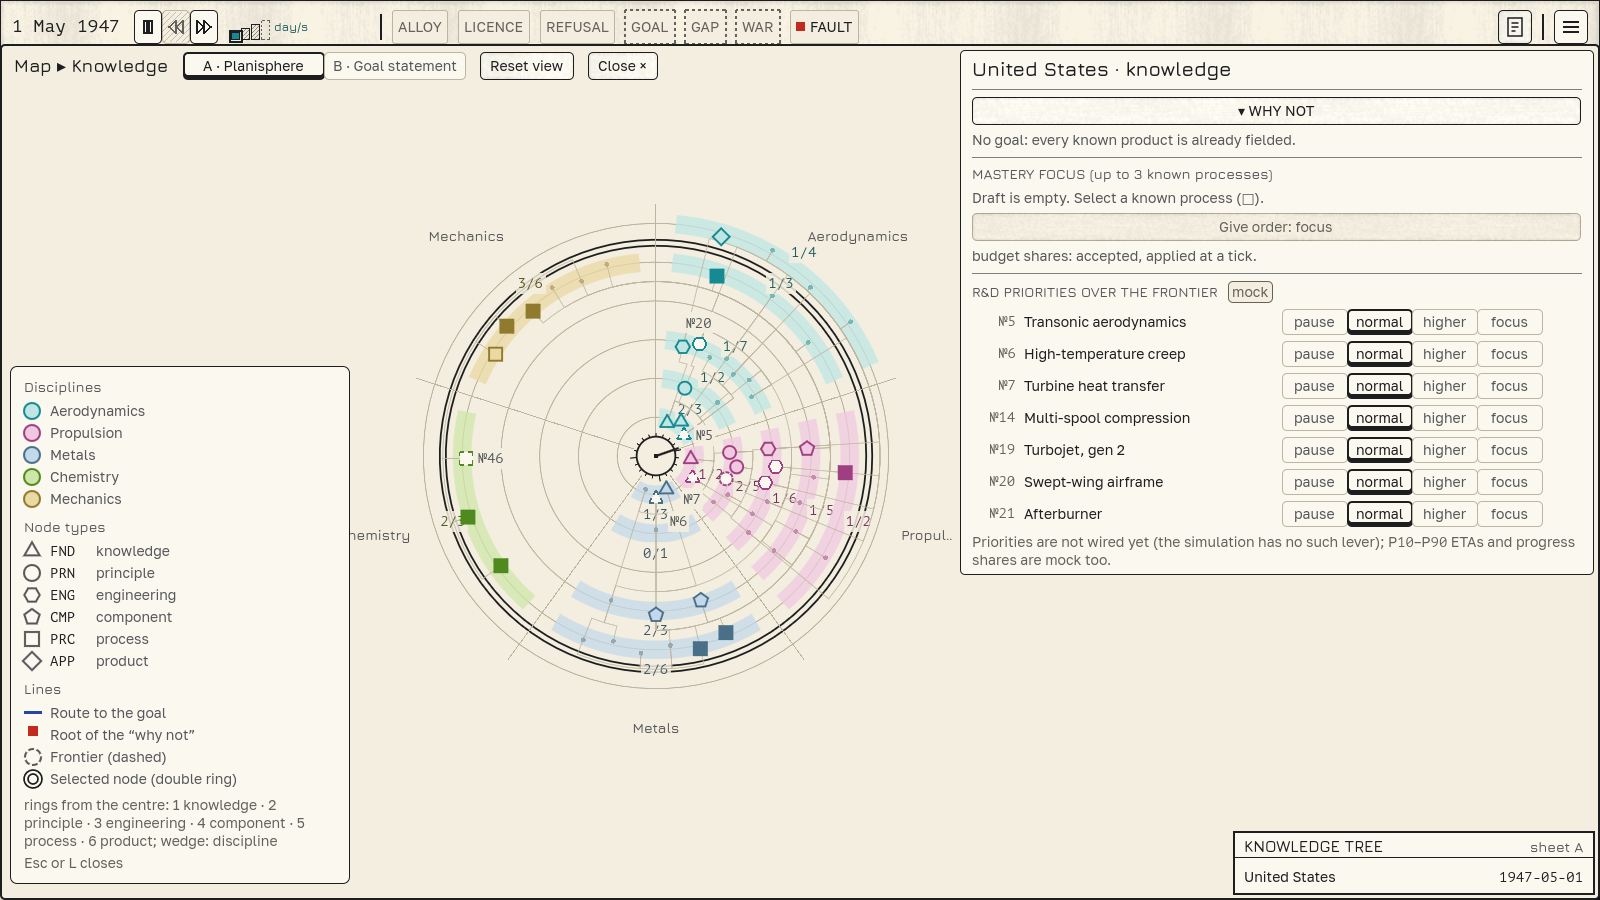 1 May 1947
day/s
ALLOY
LICENCE
REFUSAL
GOAL
GAP
WAR
FAULT
Map ▸ Knowledge
A · Planisphere
B · Goal statement
Reset view
Close ×
United States · knowledge
▾ WHY NOT
No goal: every known product is already fielded.
MASTERY FOCUS (up to 3 known processes)
Draft is empty. Select a known process (□).
Give order: focus
budget shares: accepted, applied at a tick.
R&D PRIORITIES OVER THE FRONTIER mock
№5 Transonic aerodynamics pause normal higher focus
№6 High-temperature creep pause normal higher focus
№7 Turbine heat transfer pause normal higher focus
№14 Multi-spool compression pause normal higher focus
№19 Turbojet, gen 2 pause normal higher focus
№20 Swept-wing airframe pause normal higher focus
№21 Afterburner pause normal higher focus
Priorities are not wired yet (the simulation has no such lever); P10–P90 ETAs and progress
shares are mock too.
Mechanics
Aerodynamics
1/4
3/6
1/3
№20
1/7
1/2
2/3
№5
№46
1/2
2/5
№7
1/6
1/3
№6
1/5
1/2
2/3
hemistry
Propul..
0/1
2/3
2/6
Metals
Disciplines
Aerodynamics
Propulsion
Metals
Chemistry
Mechanics
Node types
FND knowledge
PRN principle
ENG engineering
CMP component
PRC process
APP product
Lines
Route to the goal
Root of the “why not”
Frontier (dashed)
Selected node (double ring)
rings from the centre: 1 knowledge · 2
principle · 3 engineering · 4 component · 5
process · 6 product; wedge: discipline
Esc or L closes
KNOWLEDGE TREE sheet A
United States 1947-05-01